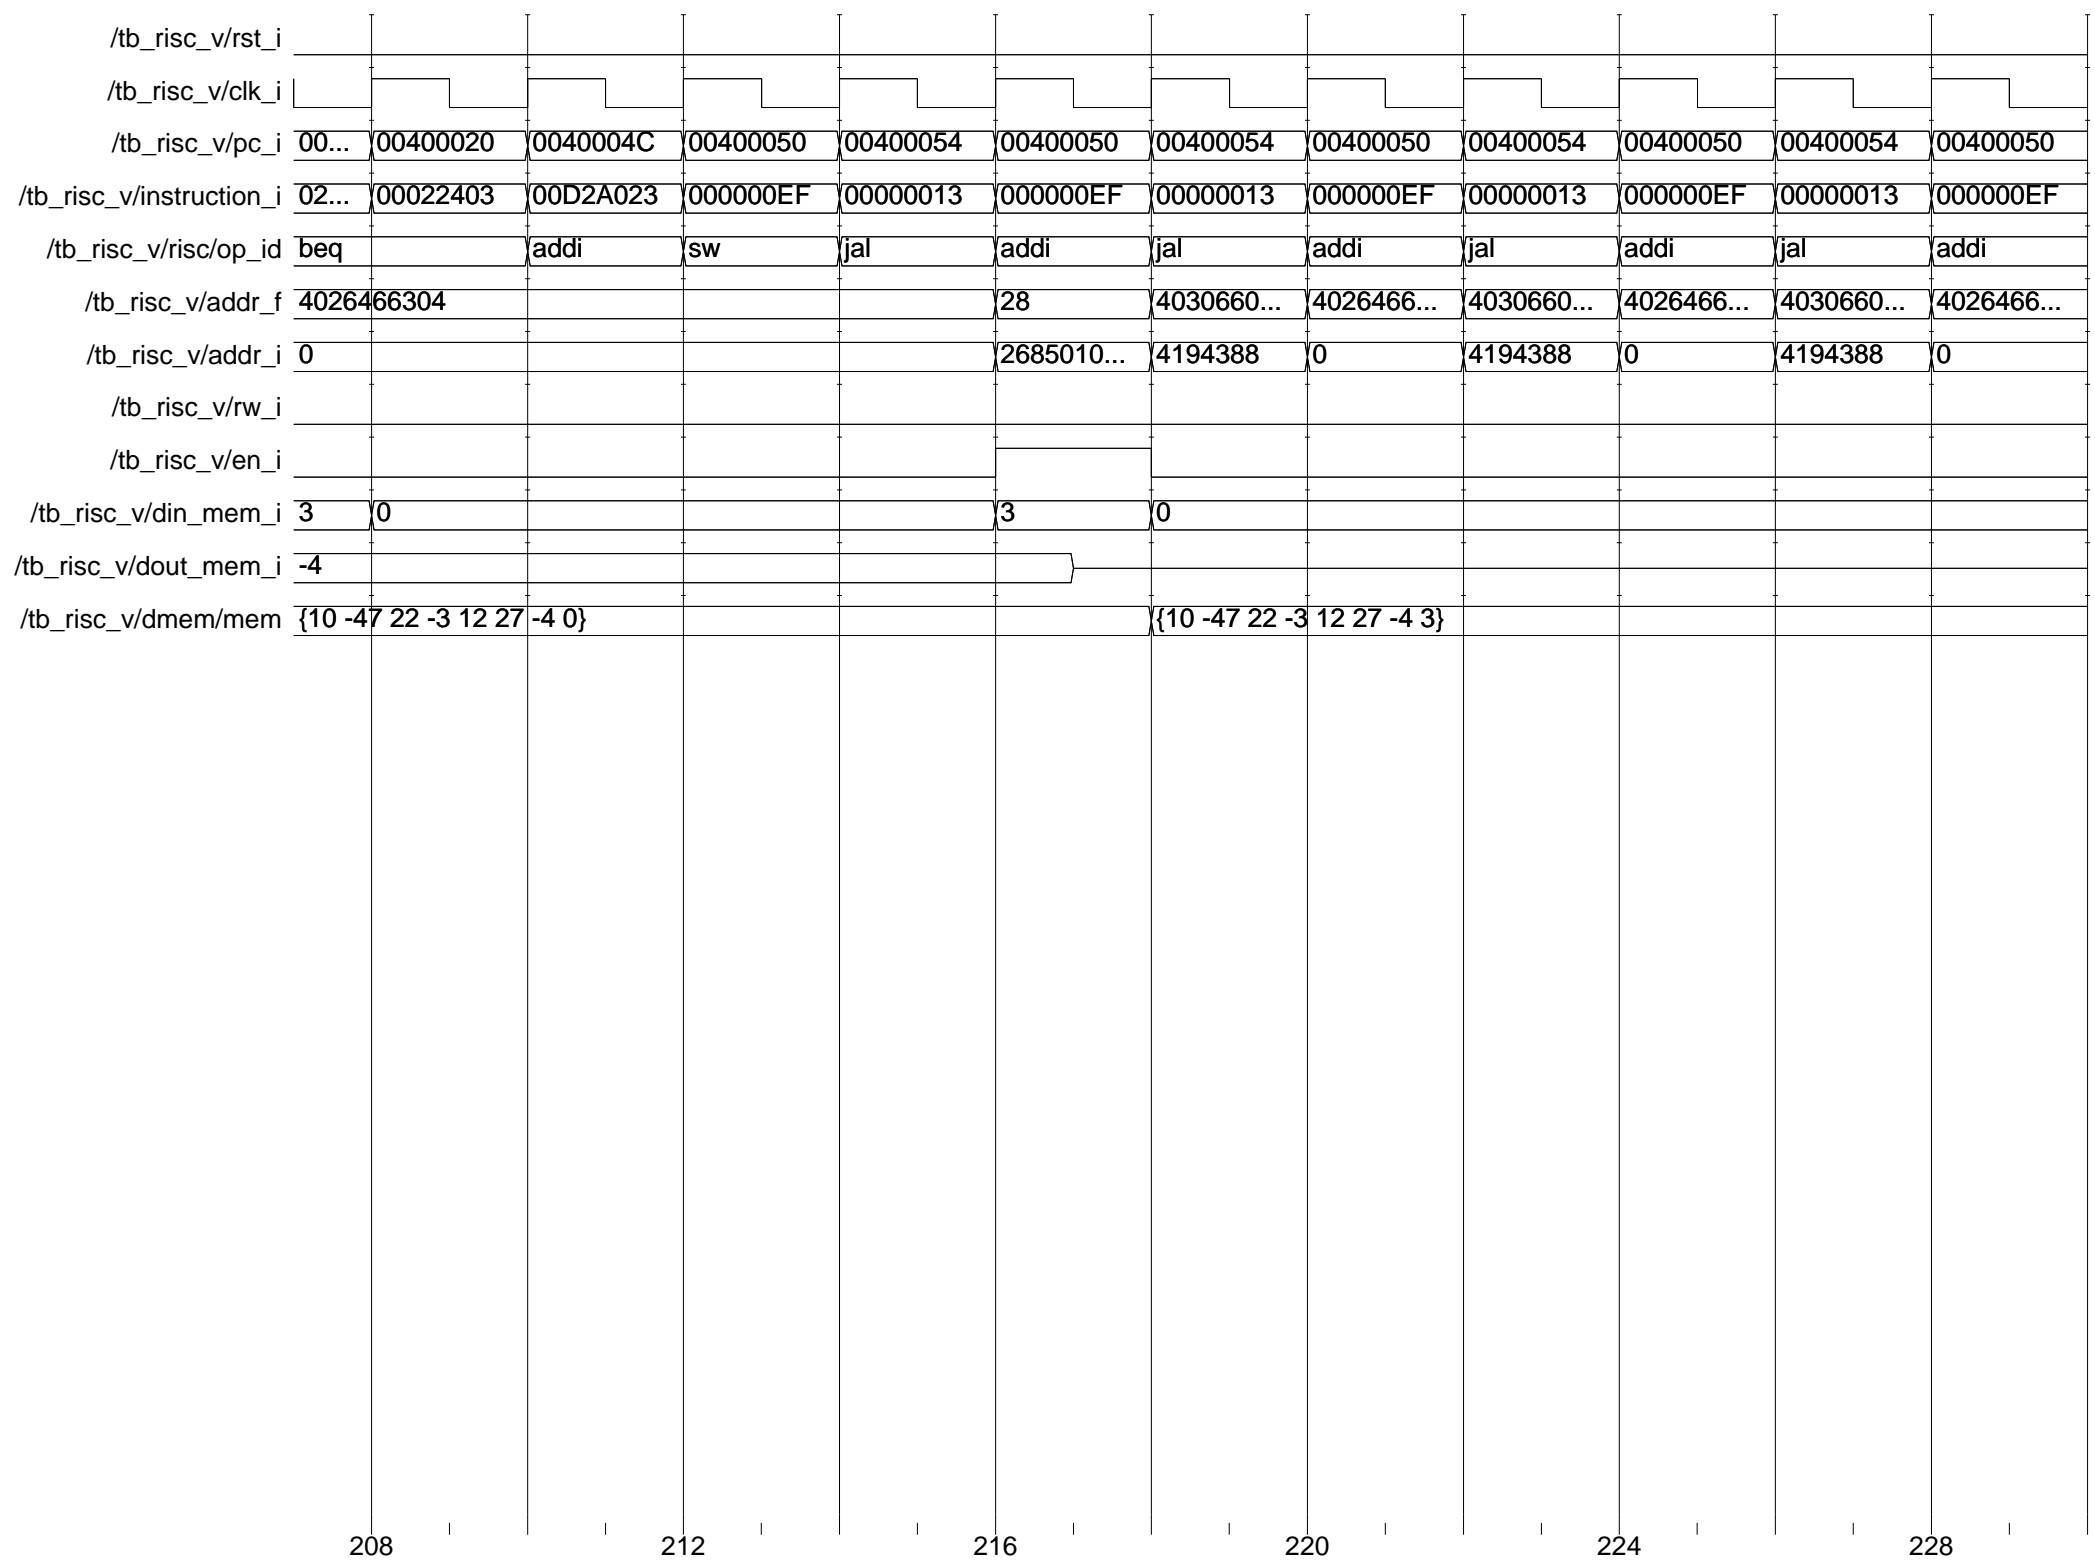 /tb_risc_v/rst_i
/tb_risc_v/clk_i
/tb_risc_v/pc_i 00... 00400020 0040004C 00400050 00400054 00400050 00400054 00400050 00400054 00400050 00400054 00400050
/tb_risc_v/instruction_i 02... 00022403 00D2A023 000000EF 00000013 000000EF 00000013 000000EF 00000013 000000EF 00000013 000000EF
/tb_risc_v/risc/op_id beq addi sw jal addi jal addi jal addi jal addi
/tb_risc_v/addr_f 4026466304 28 4030660... 4026466... 4030660... 4026466... 4030660... 4026466...
/tb_risc_v/addr_i 0 2685010... 4194388 0 4194388 0 4194388 0
/tb_risc_v/rw_i
/tb_risc_v/en_i
/tb_risc_v/din_mem_i 3 0 3 0
/tb_risc_v/dout_mem_i -4
/tb_risc_v/dmem/mem {10 -47 22 -3 12 27 -4 0} {10 -47 22 -3 12 27 -4 3}
208 212 216 220 224 228